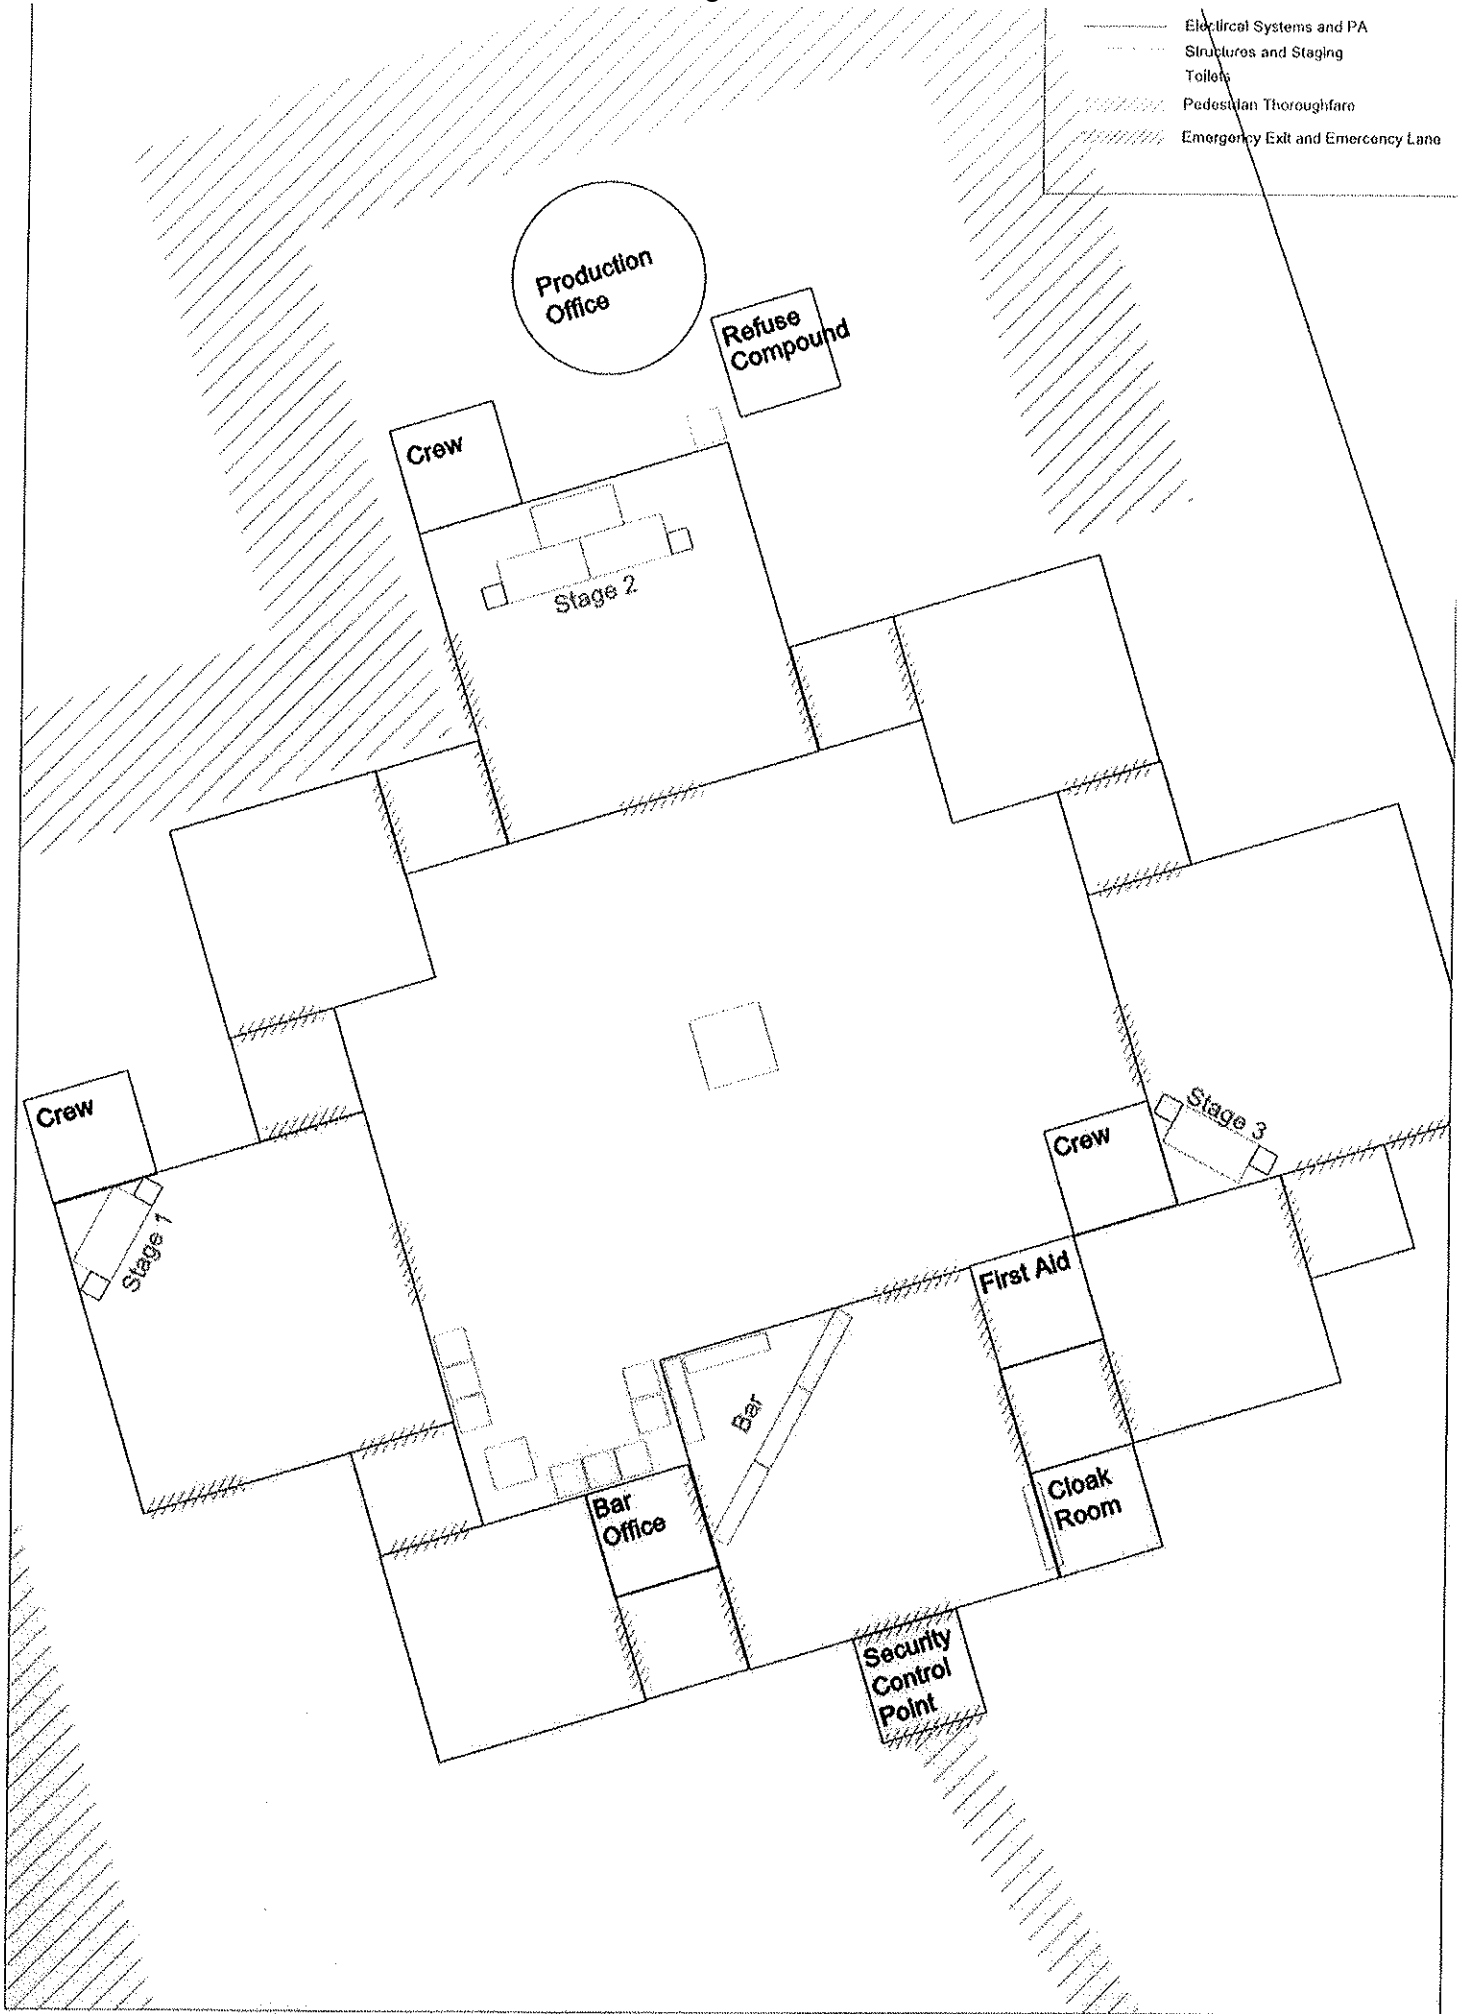 Electircal Systems and PA
Structures and Staging
Toilets
Pedestrian Thoroughfare
Emergency Exit and Emercency Lane
Production
Office
Refuse
Compound
Crew
Stage 2
Crew
Stage 1
Stage 3
Crew
First Aid
Bar
Bar
Office
Cloak
Room
Security
Control
Point